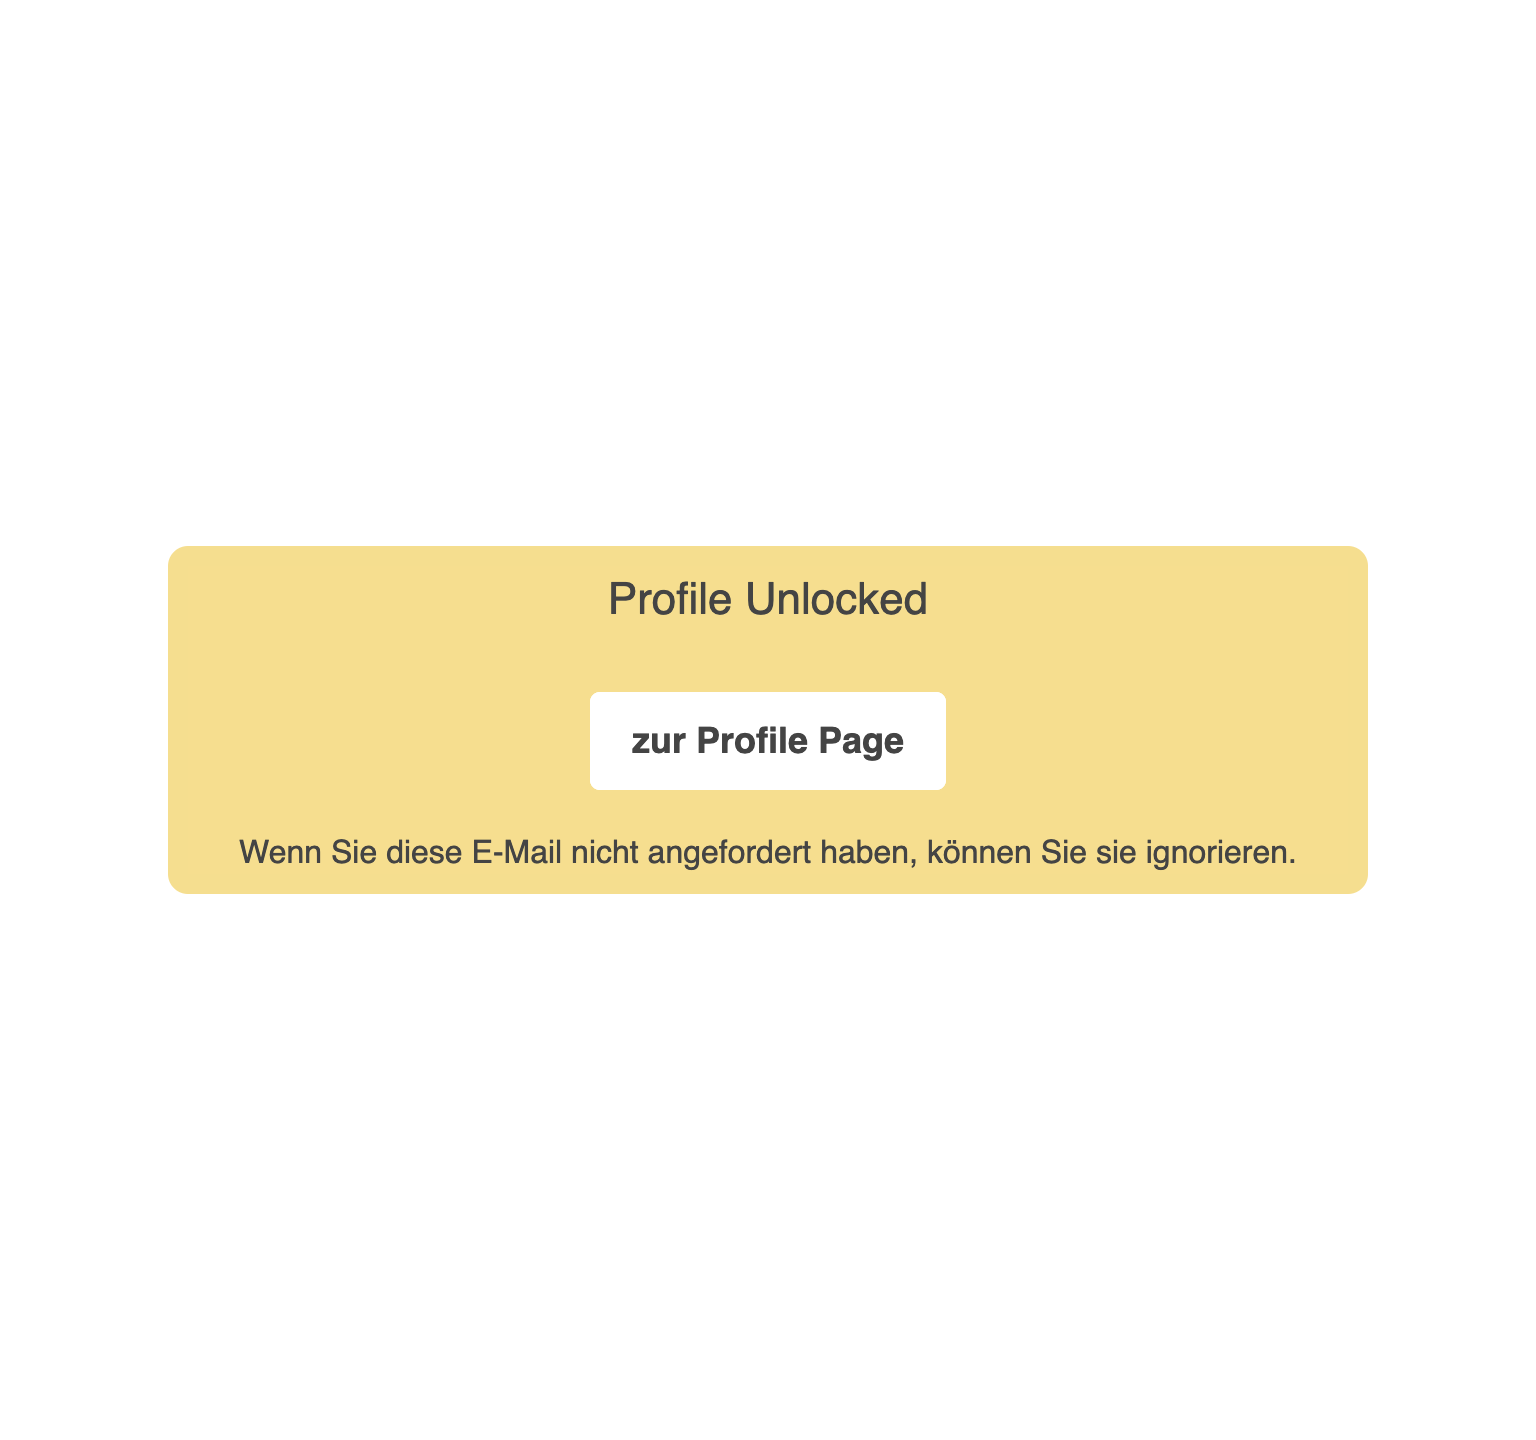 Profile Unlocked
zur Profile Page
Wenn Sie diese E-Mail nicht angefordert haben, können Sie sie ignorieren.